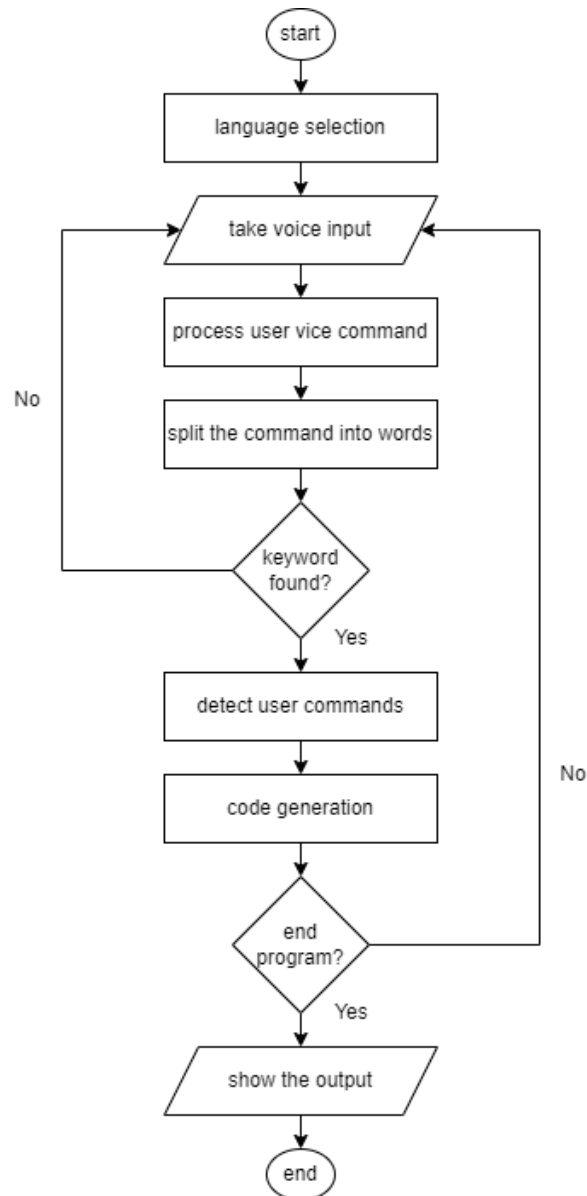 start
language selection
take voice input
process user vice command
No
split the command into words
keyword
found?
Yes
detect user commands
No
code generation
end
program?
Yes
show the output
end